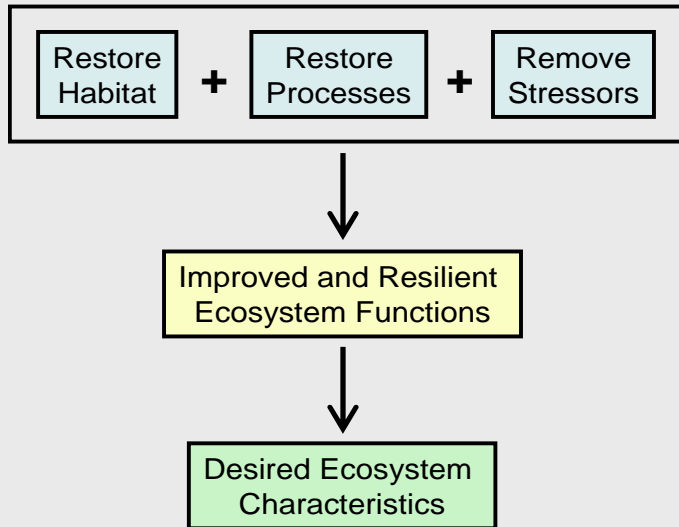 Restore
Habitat
+
Restore
Processes
+
Remove
Stressors
Improved and Resilient
Ecosystem Functions
Desired Ecosystem
Characteristics